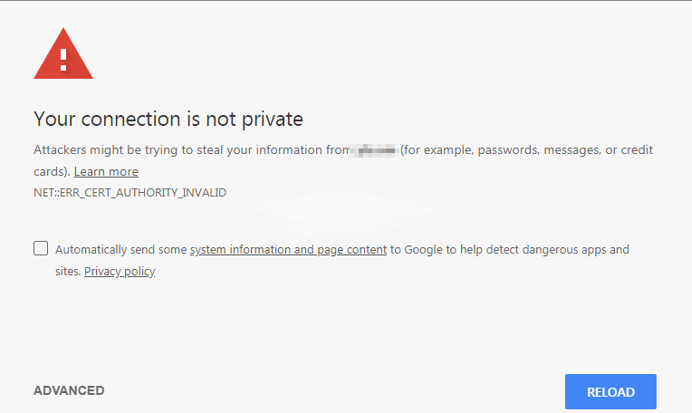 Your connection is not private
Attackers might be trying to steal your information from (for example, passwords, messages, or credit
cards). Learn more
NET::ERR_CERT_AUTHORITY_INVALID
Automatically send some system information and page content to Google to help detect dangerous apps and
sites. Privacy policy
ADVANCED
RELOAD